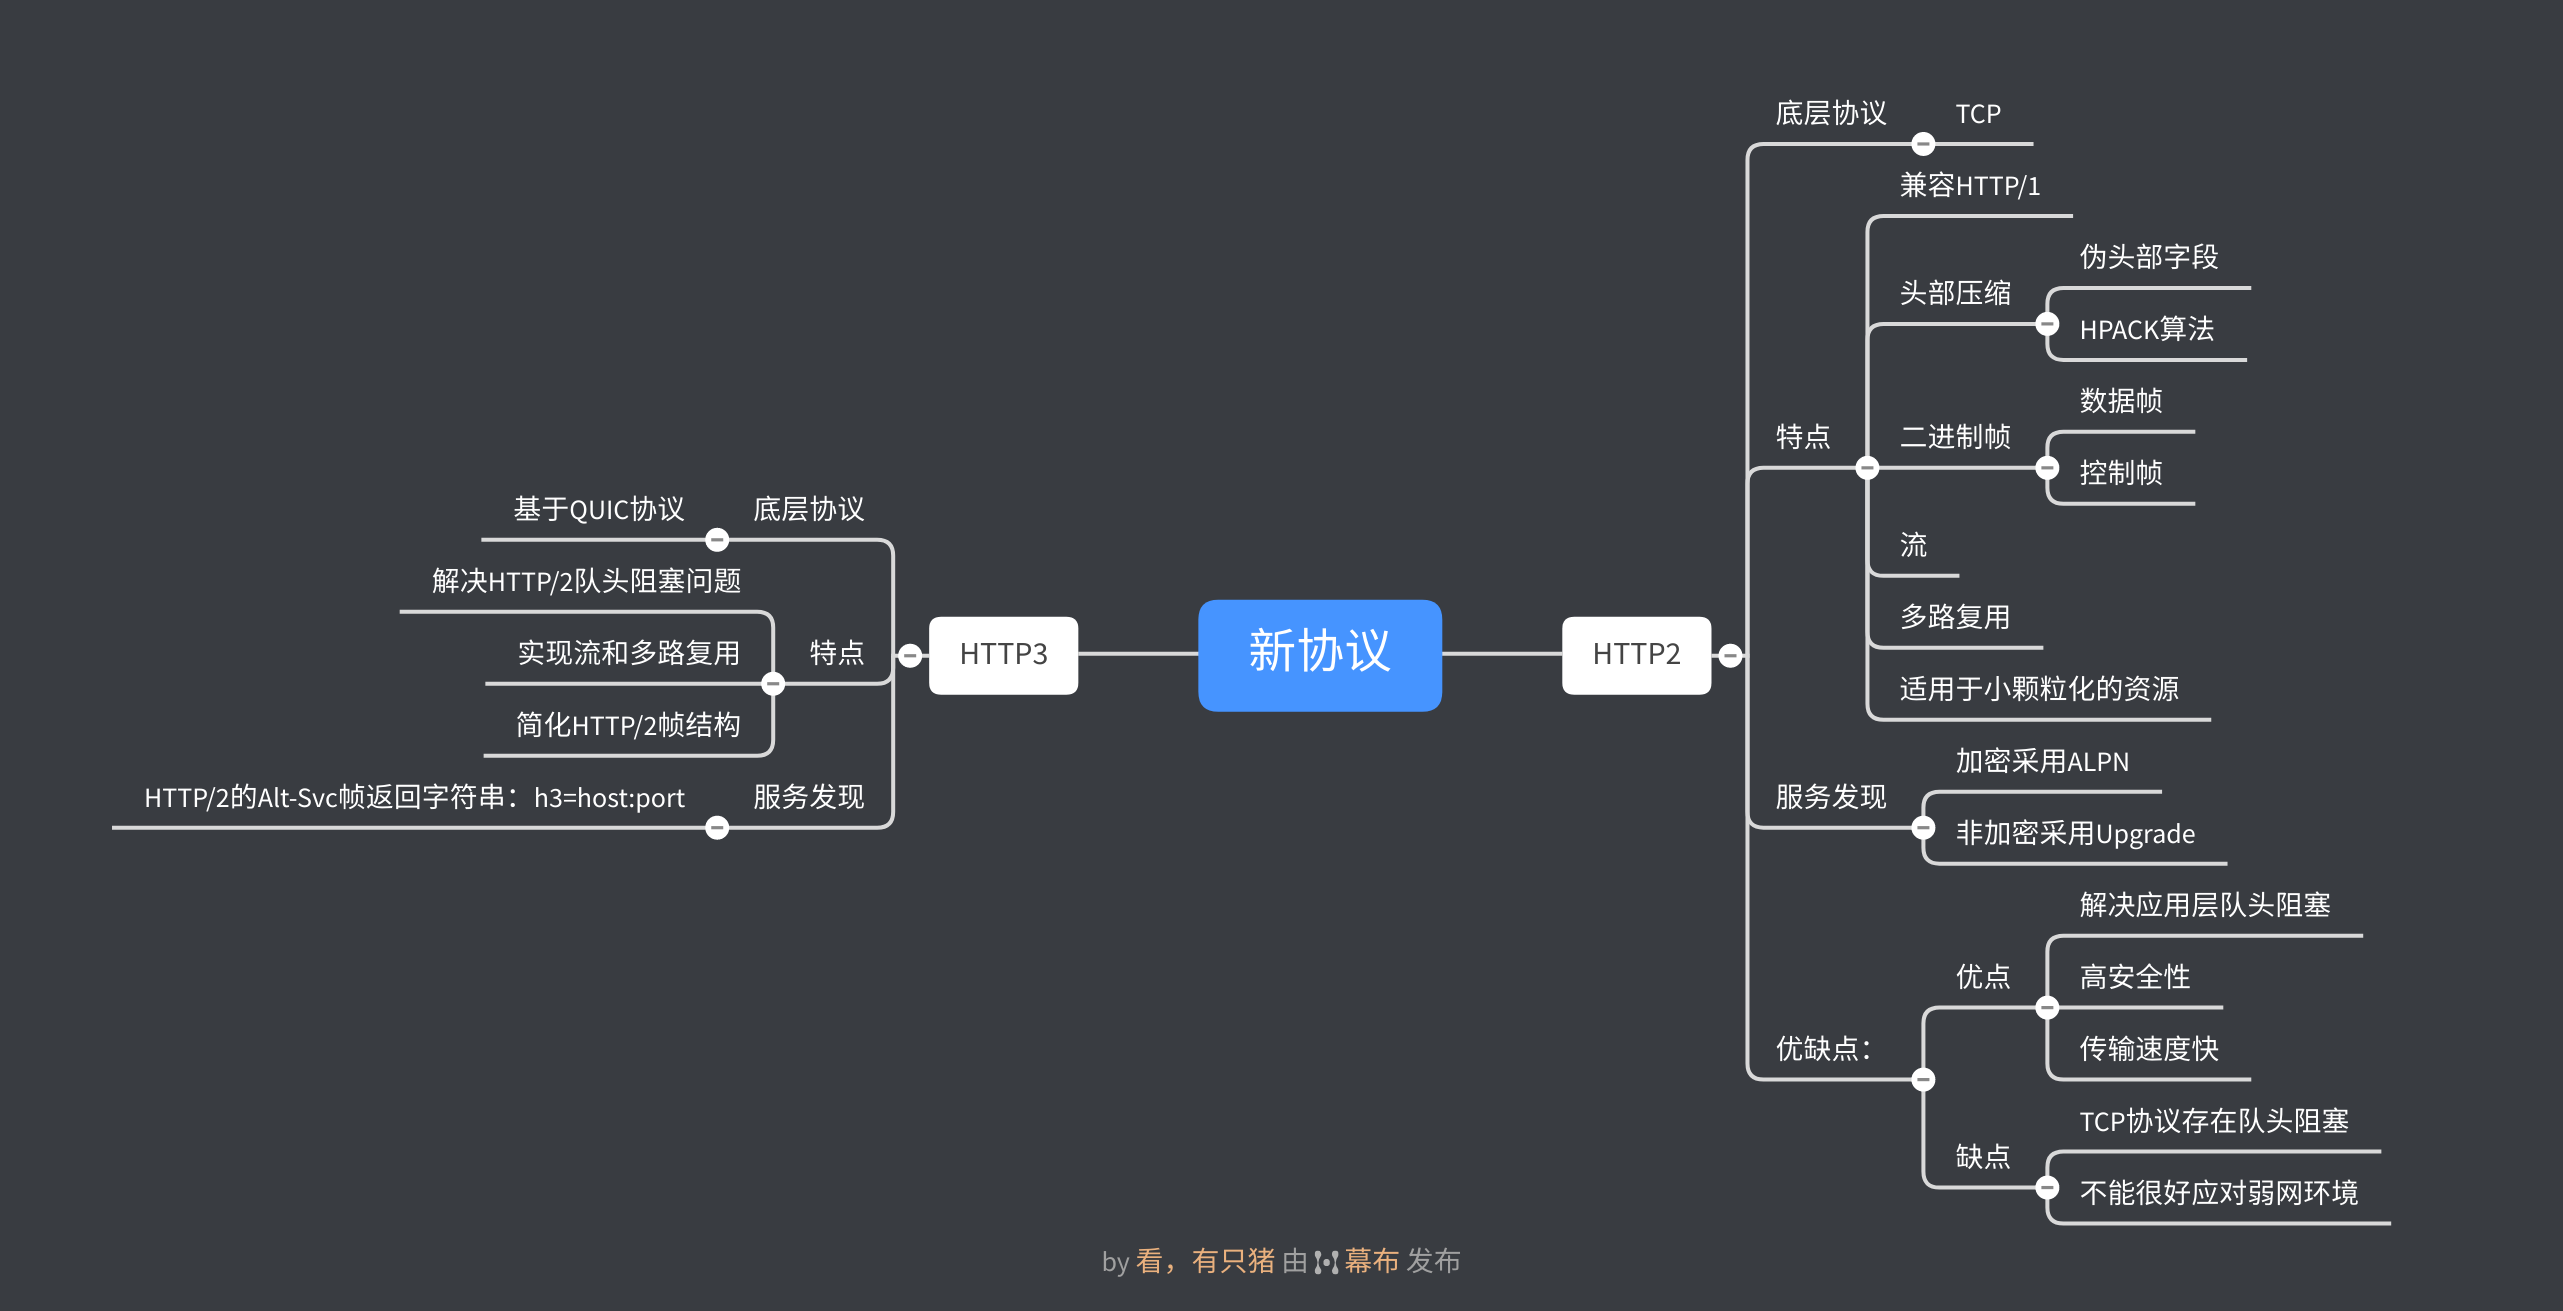 新协议
HTTP2
底层协议
TCP
特点
兼容HTTP/1
头部压缩
伪头部字段
HPACK算法
二进制帧
数据帧
控制帧
流
多路复用
适用于小颗粒化的资源
服务发现
加密采用ALPN
非加密采用Upgrade
优缺点：
优点
解决应用层队头阻塞
高安全性
传输速度快
缺点
TCP协议存在队头阻塞
不能很好应对弱网环境
HTTP3
底层协议
基于QUIC协议
特点
解决HTTP/2队头阻塞问题
实现流和多路复用
简化HTTP/2帧结构
服务发现
HTTP/2的Alt-Svc帧返回字符串：h3=host:port
by 看，有只猪 由 幕布 发布